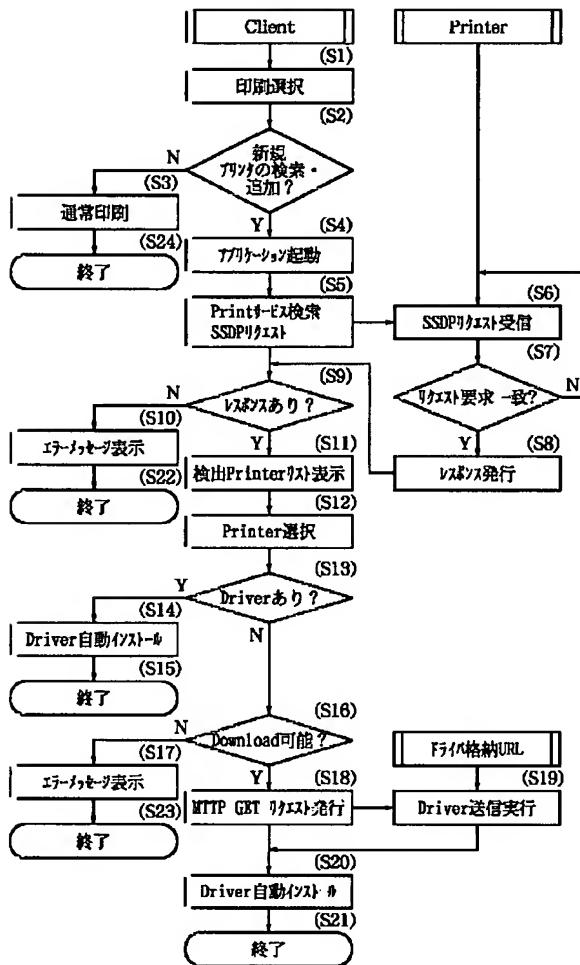 Client
Printer
(S1)
印刷選択
(S2)
新規
プリンタの検索・
追加?
N
(S3)
通常印刷
(S24)
終了
Y
(S4)
アプリケーション起動
(S5)
Printサービス検索
SSDPリクエスト
(S6)
SSDPリクエスト受信
(S7)
リクエスト要求 一致?
N
Y
(S8)
レスポンス発行
(S9)
レスポンスあり?
N
(S10)
エラーメッセージ表示
(S22)
終了
Y
(S11)
検出Printerリスト表示
(S12)
Printer選択
(S13)
Driverあり?
Y
(S14)
Driver自動インストール
(S15)
終了
N
(S16)
Download可能?
N
(S17)
エラーメッセージ表示
(S23)
終了
Y
(S18)
HTTP GET リクエスト発行
ドライバ格納URL
(S19)
Driver送信実行
(S20)
Driver自動インストール
(S21)
終了